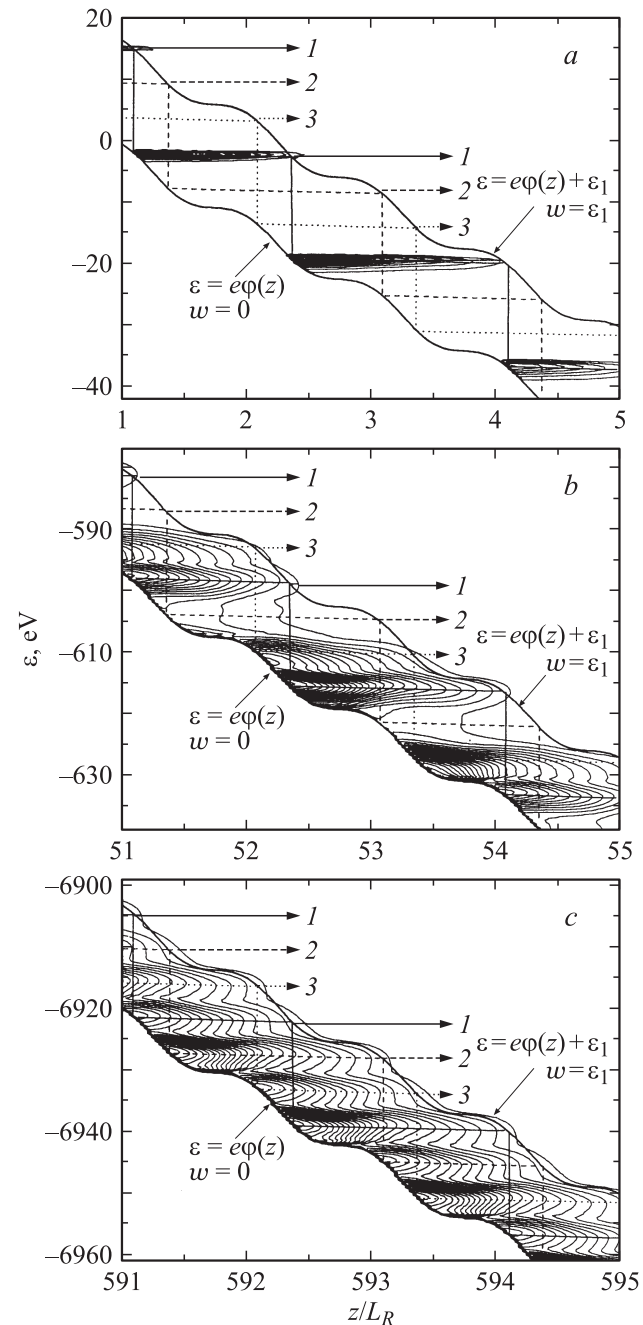 20
10
0
−20
−40
1
2
3
1
2
3
a
ε = eφ(z) + ε₁
w = ε₁
ε = eφ(z)
w = 0
1
2
3
4
5
ε, eV
−590
−610
−630
1
2
3
1
2
3
b
ε = eφ(z) + ε₁
w = ε₁
ε = eφ(z)
w = 0
51
52
53
54
55
−6900
−6920
−6940
−6960
1
2
3
1
2
3
c
ε = eφ(z) + ε₁
w = ε₁
ε = eφ(z)
w = 0
591
592
593
594
595
z/L_R